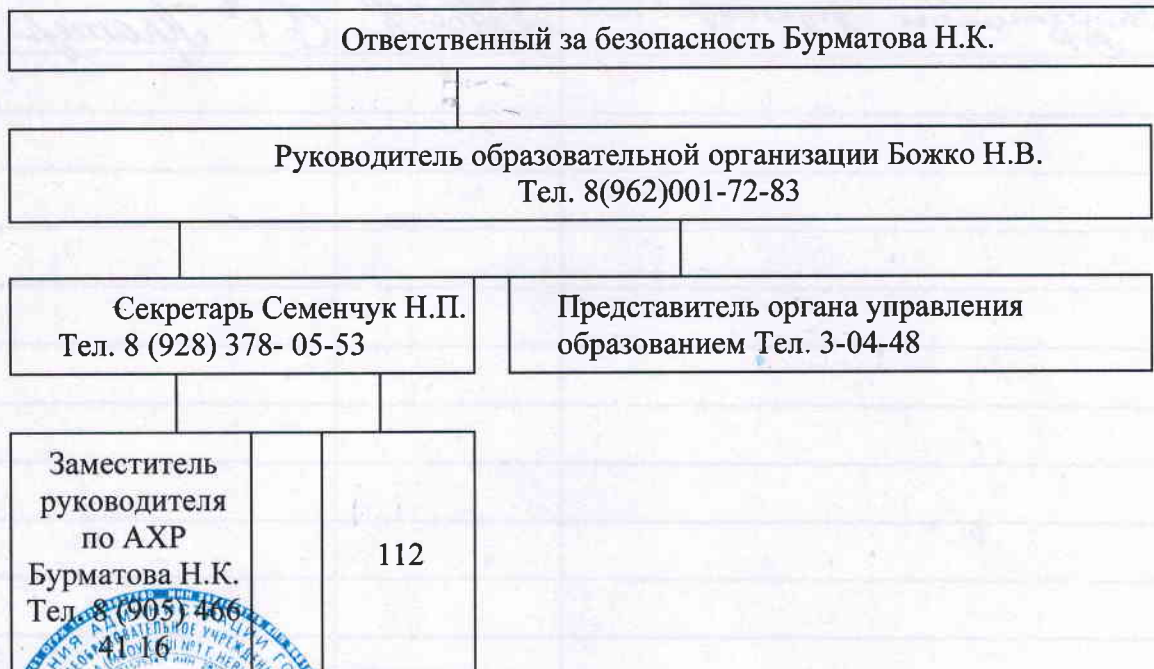 Ответственный за безопасность Бурматова Н.К.
Руководитель образовательной организации Божко Н.В.
Тел. 8(962)001-72-83
Секретарь Семенчук Н.П.
Тел. 8 (928) 378- 05-53
Представитель органа управления
образованием Тел. 3-04-48
Заместитель
руководителя
по АХР
Бурматова Н.К.
Тел. 8 (905) 466
41 16
112